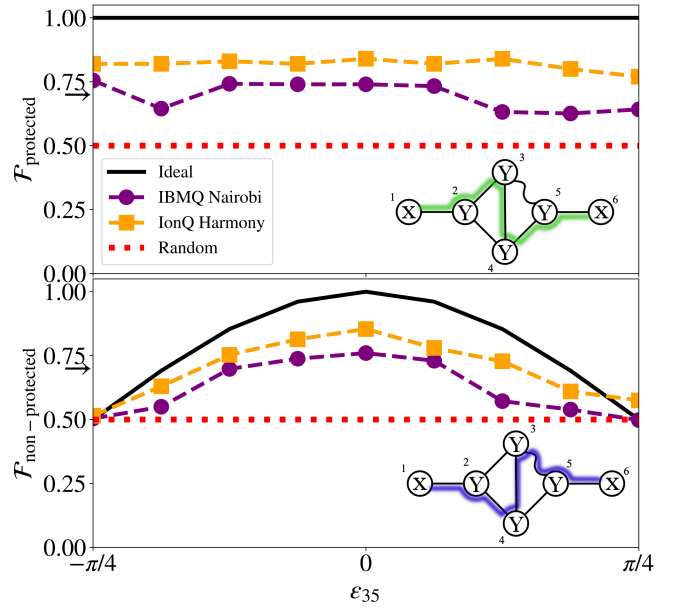 1.00
0.75
0.50
0.25
0.00
ℱprotected
Ideal
IBMQ Nairobi
IonQ Harmony
Random
1 2 3 4 5 6
X Y Y Y Y X
1.00
0.75
0.50
0.25
0.00
ℱnon−protected
1 2 3 4 5 6
X Y Y Y Y X
−π/4 0 π/4
ε35